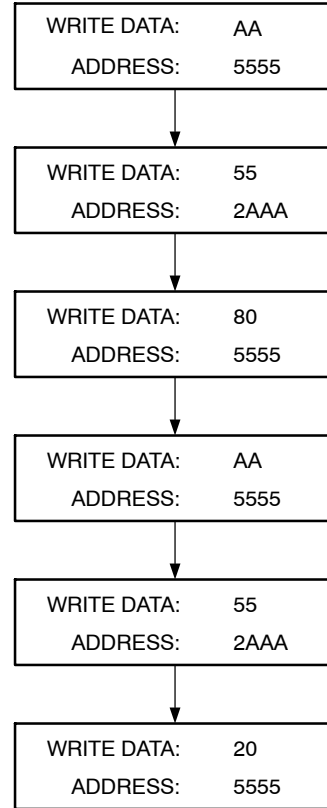 WRITE DATA: AA
ADDRESS: 5555
WRITE DATA: 55
ADDRESS: 2AAA
WRITE DATA: 80
ADDRESS: 5555
WRITE DATA: AA
ADDRESS: 5555
WRITE DATA: 55
ADDRESS: 2AAA
WRITE DATA: 20
ADDRESS: 5555